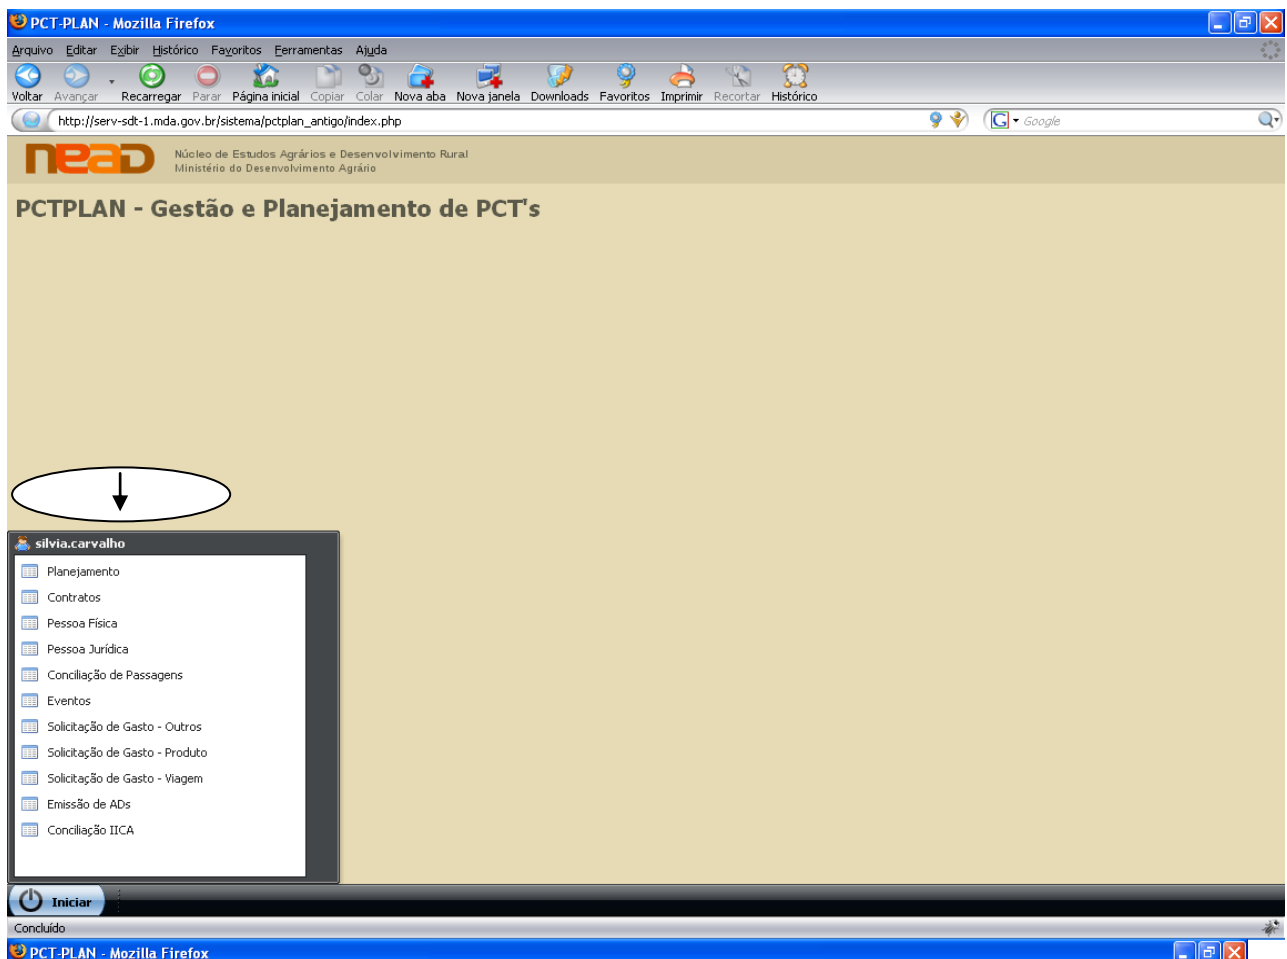 PCT-PLAN - Mozilla Firefox
Arquivo Editar Exibir Histórico Favoritos Ferramentas Ajuda
Voltar Avançar Recarregar Parar Página inicial Copiar Colar Nova aba Nova janela Downloads Favoritos Imprimir Recortar Histórico
http://serv-sdt-1.mda.gov.br/sistema/pctplan_antigo/index.php G Google
nead
Núcleo de Estudos Agrários e Desenvolvimento Rural
Ministério do Desenvolvimento Agrário
PCTPLAN - Gestão e Planejamento de PCT's
silvia.carvalho
Planejamento
Contratos
Pessoa Física
Pessoa Jurídica
Conciliação de Passagens
Eventos
Solicitação de Gasto - Outros
Solicitação de Gasto - Produto
Solicitação de Gasto - Viagem
Emissão de ADs
Conciliação IICA
Iniciar
Concluído
PCT-PLAN - Mozilla Firefox